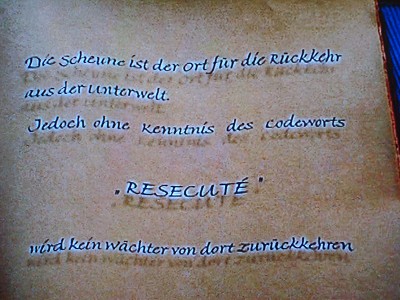 Die Scheune ist der Ort für die Rückkehr
aus der Unterwelt.
Jedoch ohne Kenntnis des Codeworts
"RESECUTÉ"
wird kein Wächter von dort zurückkehren